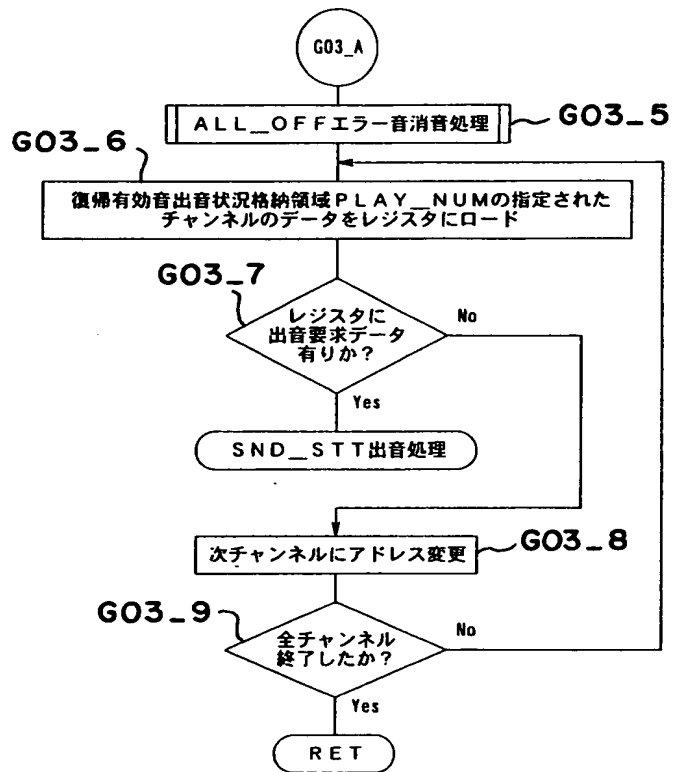 G03_A
ALL_OFFエラー音消音処理
G03_5
G03_6
復帰有効音出音状況格納領域PLAY_NUMの指定された
チャンネルのデータをレジスタにロード
G03_7
レジスタに
出音要求データ
有りか?
No
Yes
SND_STT出音処理
次チャンネルにアドレス変更
G03_8
G03_9
全チャンネル
終了したか?
No
Yes
RET